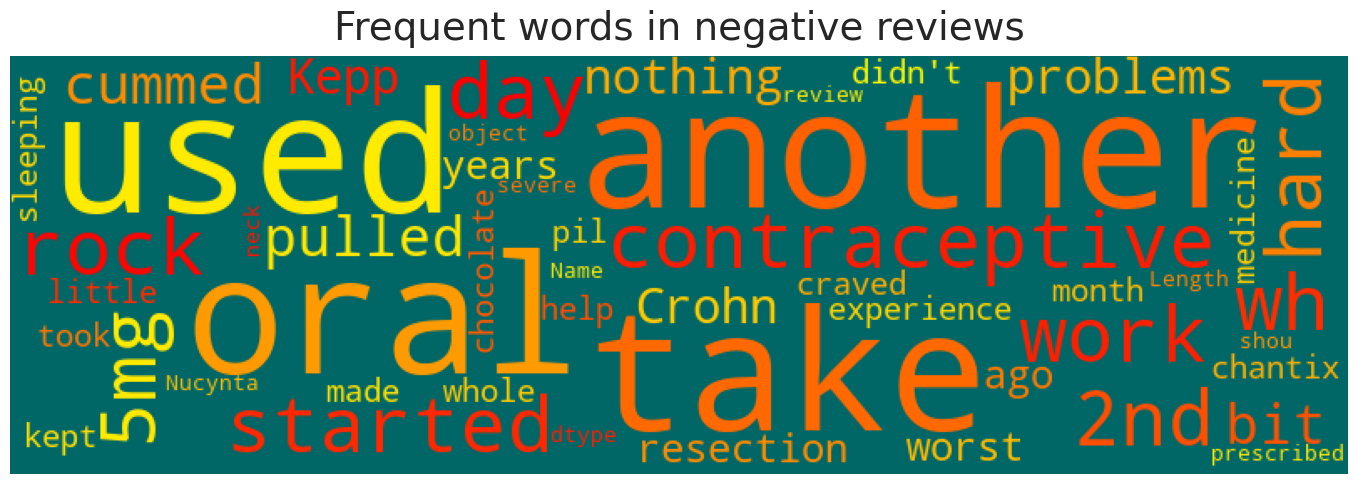 Frequent words in negative reviews
sleeping
cummed
Kepp
day
nothing
didn't
review
problems
hard
used
object
years
severe
another
medicine
rock
neck
pulled
chocolate
pil
Name
contraceptive
little
took
5mg
oral
help
Crohn
craved
experience
month
Length
wh
work
shou
chantix
take
ago
Nucynta
made
whole
started
dtype
kept
resection
worst
2nd
bit
prescribed